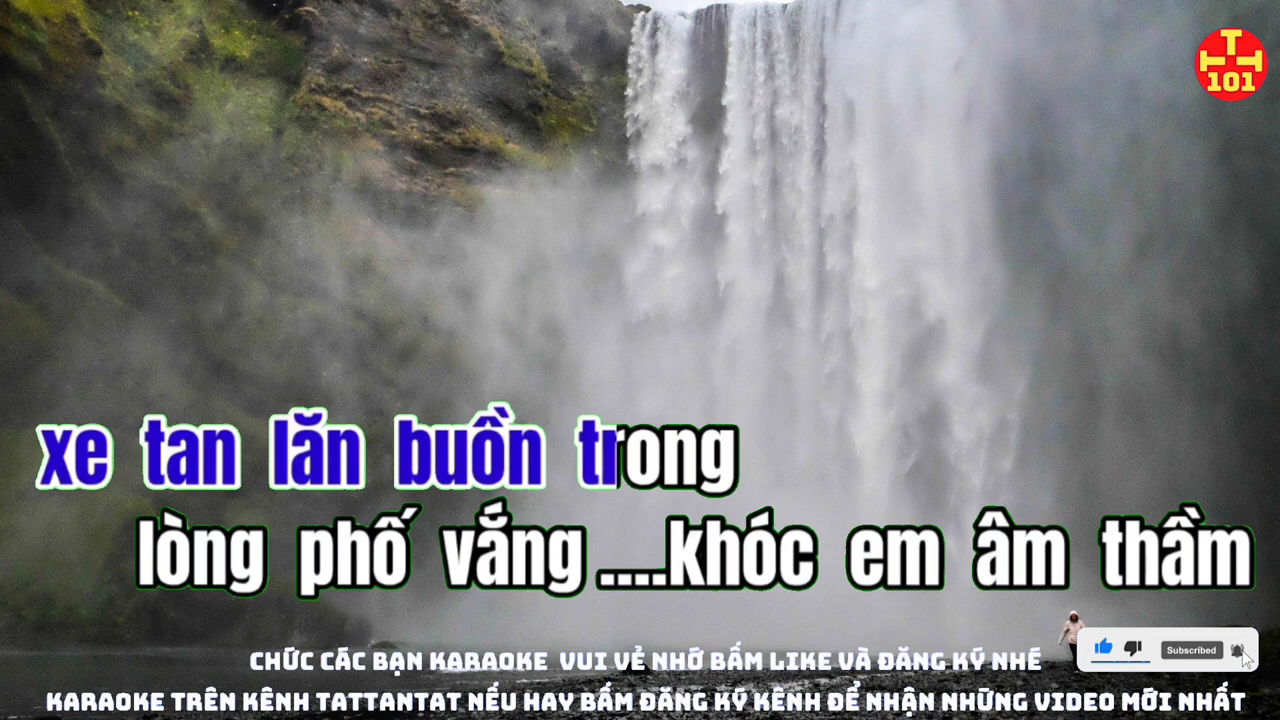 T
H
101
xe tan lăn buồn trong
lòng phố vắng ....khóc em âm thầm
Subscribed
CHỨC CÁC BẠN KARAOKE VUI VẺ NHỚ BẤM LIKE VÀ ĐĂNG KÝ NHÉ
KARAOKE TRÊN KÊNH TATTANTAT NẾU HAY BẤM ĐĂNG KÝ KÊNH ĐỂ NHẬN NHỮNG VIDEO MỚI NHẤT